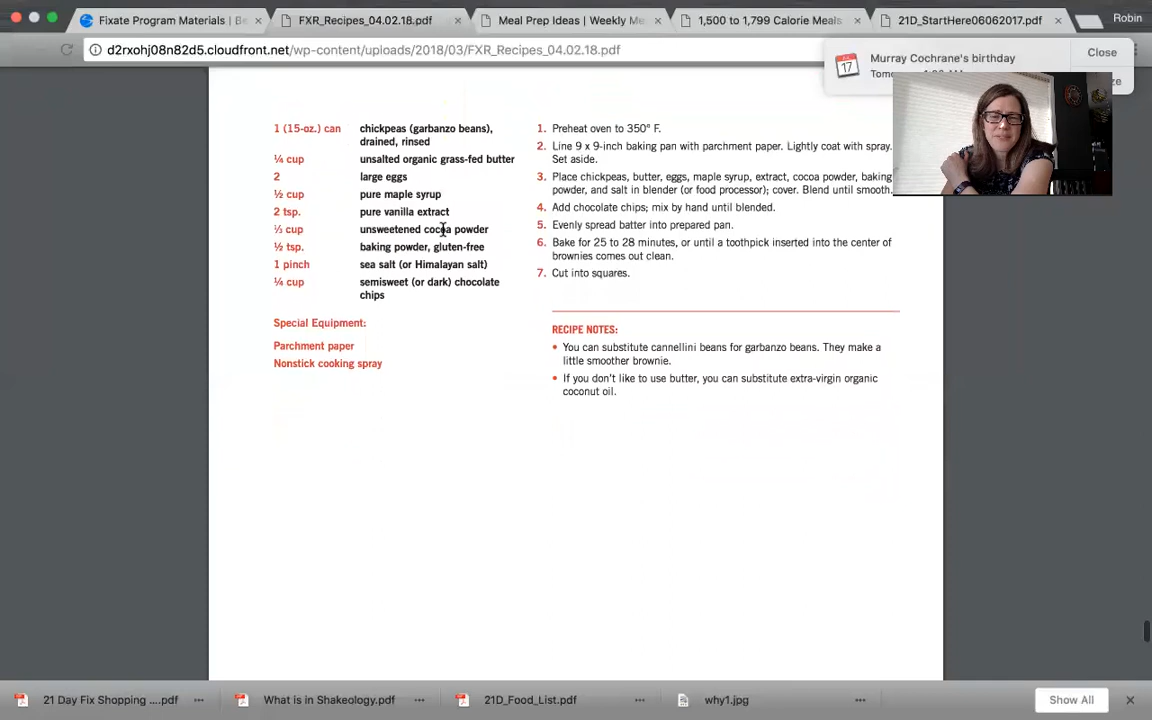 Fixate Program Materials | Be
FXR_Recipes_04.02.18.pdf
Meal Prep Ideas | Weekly Me
1,500 to 1,799 Calorie Meals
21D_StartHere06062017.pdf
Robin
d2rxohj08n82d5.cloudfront.net/wp-content/uploads/2018/03/FXR_Recipes_04.02.18.pdf
JUL
17
Murray Cochrane's birthday
Close
1 (15-oz.) can chickpeas (garbanzo beans),
drained, rinsed
¼ cup unsalted organic grass-fed butter
2 large eggs
½ cup pure maple syrup
2 tsp. pure vanilla extract
⅓ cup unsweetened cocoa powder
½ tsp. baking powder, gluten-free
1 pinch sea salt (or Himalayan salt)
¼ cup semisweet (or dark) chocolate
chips
Special Equipment:
Parchment paper
Nonstick cooking spray
1. Preheat oven to 350° F.
2. Line 9 x 9-inch baking pan with parchment paper. Lightly coat with spray.
Set aside.
3. Place chickpeas, butter, eggs, maple syrup, extract, cocoa powder, baking
powder, and salt in blender (or food processor); cover. Blend until smooth.
4. Add chocolate chips; mix by hand until blended.
5. Evenly spread batter into prepared pan.
6. Bake for 25 to 28 minutes, or until a toothpick inserted into the center of
brownies comes out clean.
7. Cut into squares.
RECIPE NOTES:
• You can substitute cannellini beans for garbanzo beans. They make a
little smoother brownie.
• If you don't like to use butter, you can substitute extra-virgin organic
coconut oil.
21 Day Fix Shopping ....pdf
What is in Shakeology.pdf
21D_Food_List.pdf
why1.jpg
Show All